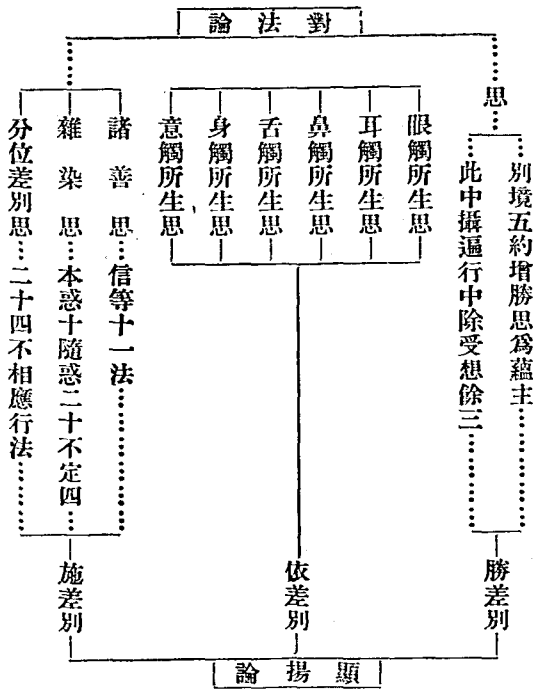 對法論
思
別境五約增勝思為蘊主
此中攝遍行中除受想餘三
眼觸所生思
耳觸所生思
鼻觸所生思
舌觸所生思
身觸所生思
意觸所生思
諸善思…信等十一法
雜染思…本惑十隨惑二十不定四
分位差別思…二十四不相應行法
勝差別
依差別
施差別
顯揚論